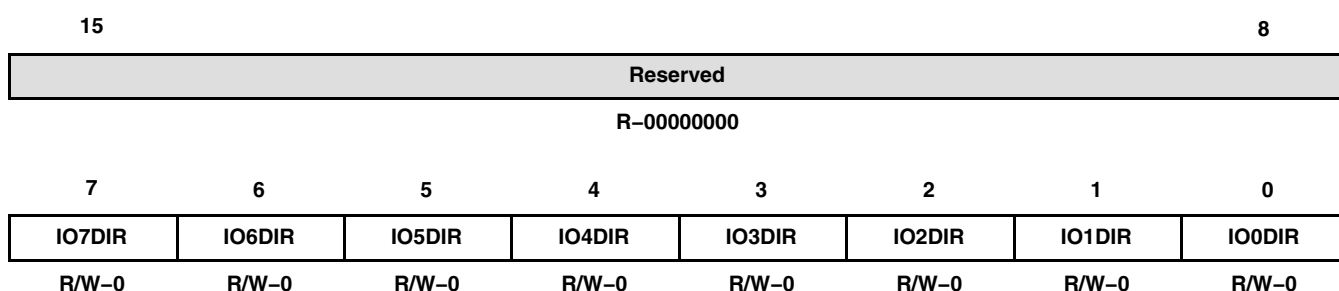 15 8
Reserved
R–00000000
7 6 5 4 3 2 1 0
IO7DIR IO6DIR IO5DIR IO4DIR IO3DIR IO2DIR IO1DIR IO0DIR
R/W–0 R/W–0 R/W–0 R/W–0 R/W–0 R/W–0 R/W–0 R/W–0